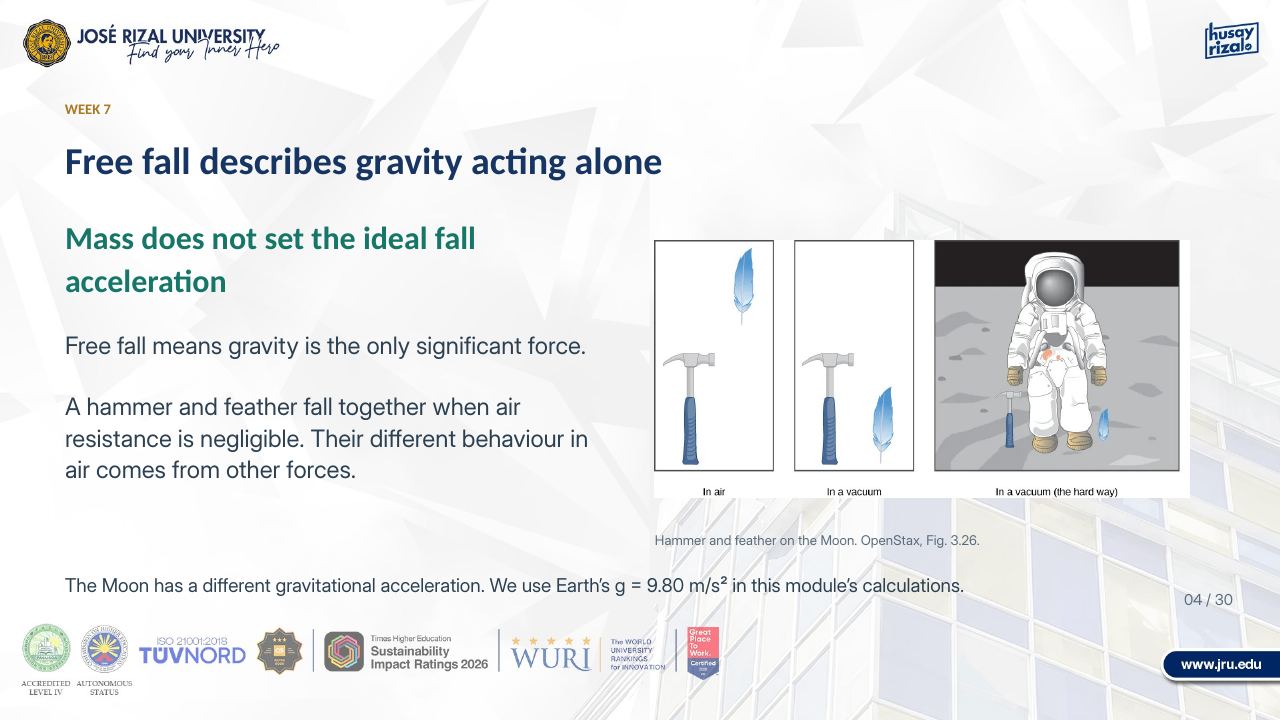 JOSÉ RIZAL UNIVERSITY
Find your Inner Hero
husay
rizal
WEEK 7
Free fall describes gravity acting alone
Mass does not set the ideal fall
acceleration
Free fall means gravity is the only significant force.
A hammer and feather fall together when air
resistance is negligible. Their different behaviour in
air comes from other forces.
In air
In a vacuum
In a vacuum (the hard way)
Hammer and feather on the Moon. OpenStax, Fig. 3.26.
The Moon has a different gravitational acceleration. We use Earth’s g = 9.80 m/s² in this module’s calculations.
04 / 30
ACCREDITED
LEVEL IV
AUTONOMOUS
STATUS
ISO 21001:2018
TÜVNORD
Times Higher Education
Sustainability
Impact Ratings 2026
WURI
The WORLD
UNIVERSITY
RANKINGS
for INNOVATION
Great
Place
To
Work.
Certified
www.jru.edu